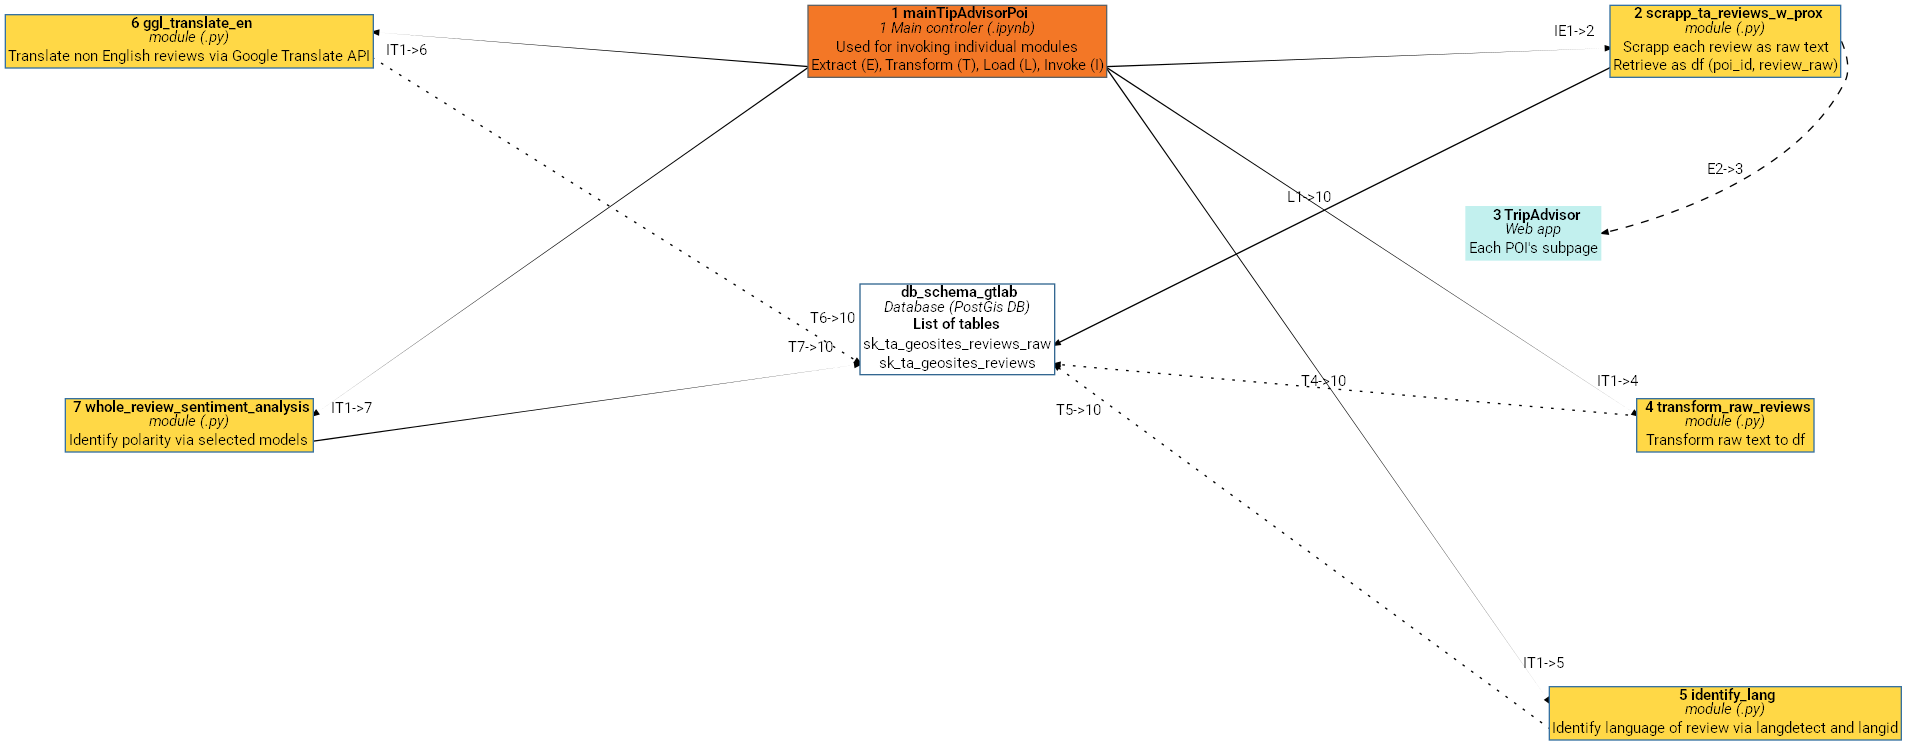 6 ggl_translate_en
module (.py)
Translate non English reviews via Google Translate API
IT1->6
1 mainTipAdvisorPoi
1 Main controler (.ipynb)
Used for invoking individual modules
Extract (E), Transform (T), Load (L), Invoke (I)
IE1->2
2 scrapp_ta_reviews_w_prox
module (.py)
Scrapp each review as raw text
Retrieve as df (poi_id, review_raw)
E2->3
L1->10
3 TripAdvisor
Web app
Each POI's subpage
db_schema_gtlab
Database (PostGis DB)
List of tables
sk_ta_geosites_reviews_raw
sk_ta_geosites_reviews
T6->10
T7->10
T4->10
T5->10
IT1->4
IT1->7
7 whole_review_sentiment_analysis
module (.py)
Identify polarity via selected models
4 transform_raw_reviews
module (.py)
Transform raw text to df
IT1->5
5 identify_lang
module (.py)
Identify language of review via langdetect and langid